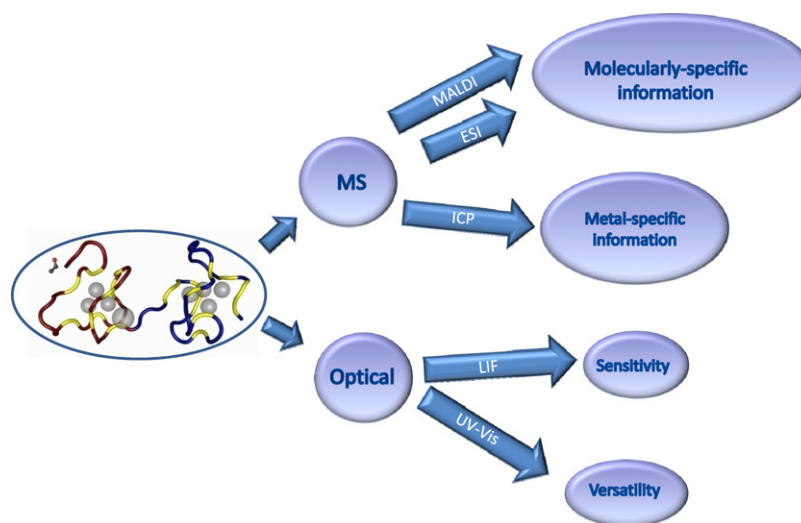 MALDI
Molecularly-specific
information
ESI
MS
ICP
Metal-specific
information
Optical
LIF
Sensitivity
UV-Vis
Versatility